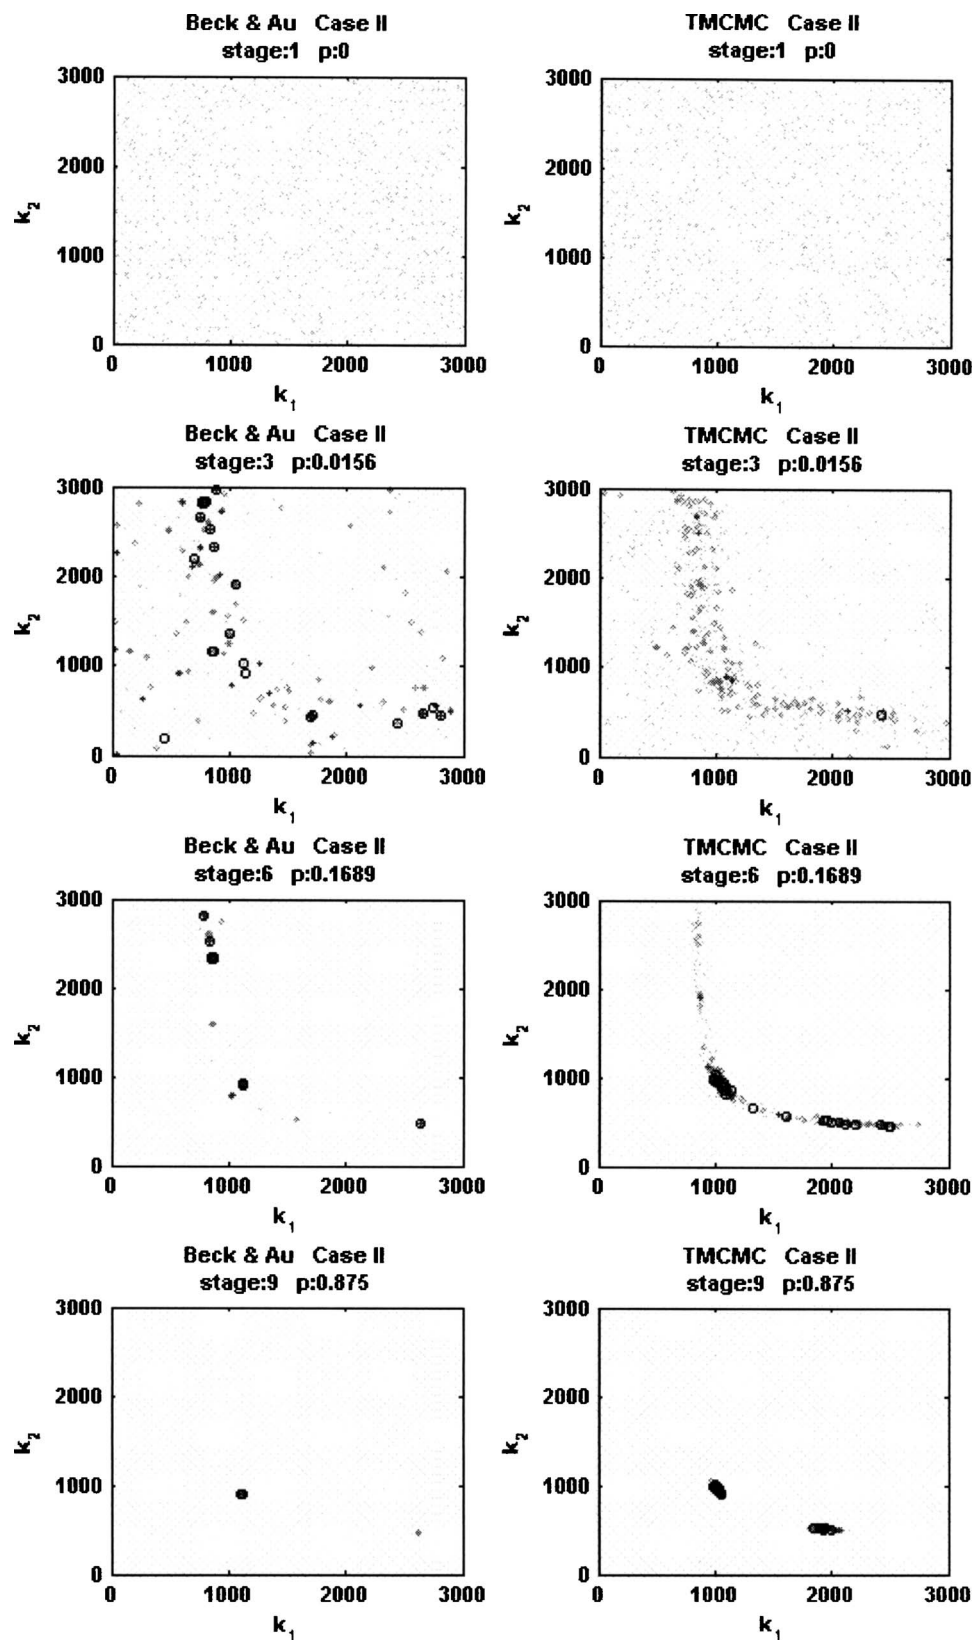 Beck & Au Case II
stage:1 p:0
3000
2000
1000
0
k2
0 1000 2000 3000
k1
TMCMC Case II
stage:1 p:0
3000
2000
1000
0
k2
0 1000 2000 3000
k1
Beck & Au Case II
stage:3 p:0.0156
3000
2000
1000
0
k2
0 1000 2000 3000
k1
TMCMC Case II
stage:3 p:0.0156
3000
2000
1000
0
k2
0 1000 2000 3000
k1
Beck & Au Case II
stage:6 p:0.1689
3000
2000
1000
0
k2
0 1000 2000 3000
k1
TMCMC Case II
stage:6 p:0.1689
3000
2000
1000
0
k2
0 1000 2000 3000
k1
Beck & Au Case II
stage:9 p:0.875
3000
2000
1000
0
k2
0 1000 2000 3000
k1
TMCMC Case II
stage:9 p:0.875
3000
2000
1000
0
k2
0 1000 2000 3000
k1